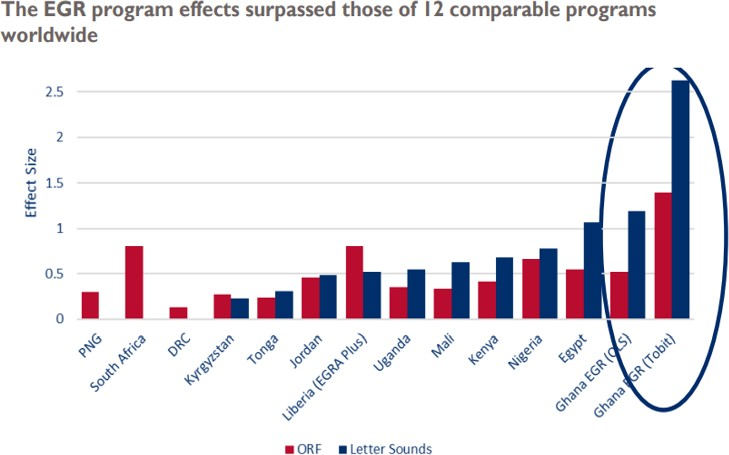 The EGR program effects surpassed those of 12 comparable programs
worldwide
2.5
2
1.5
1
0.5
0
Effect Size
PNG
South Africa
DRC
Kyrgyzstan
Tonga
Jordan
Liberia (EGRA Plus)
Uganda
Mali
Kenya
Nigeria
Egypt
Ghana EGR (OLS)
Ghana EGR (Tobit)
ORF
Letter Sounds